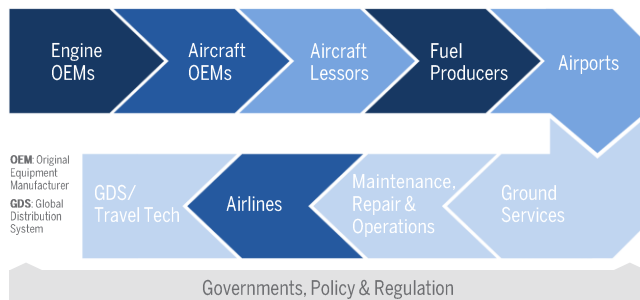 Engine
OEMs
Aircraft
OEMs
Aircraft
Lessors
Fuel
Producers
Airports
OEM: Original
Equipment
Manufacturer
GDS: Global
Distribution
System
GDS/
Travel Tech
Airlines
Maintenance,
Repair &
Operations
Ground
Services
Governments, Policy & Regulation